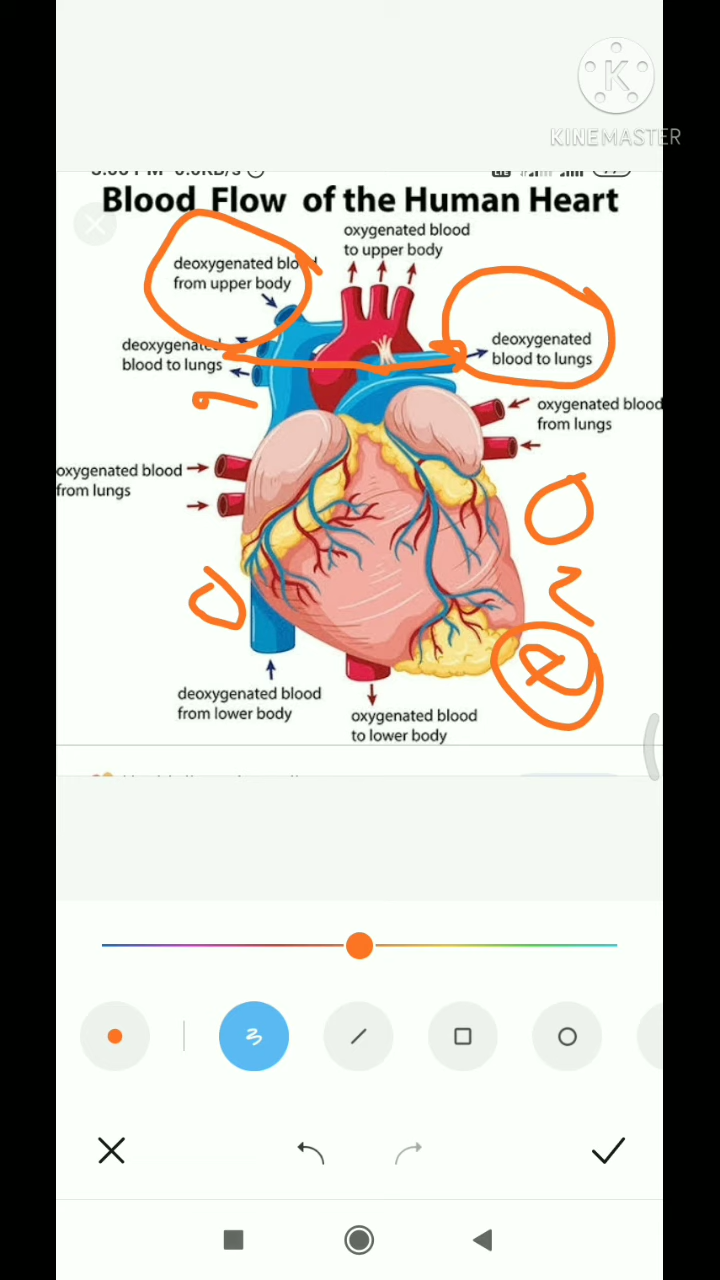 K
KINEMASTER
Blood Flow of the Human Heart
oxygenated blood
to upper body
deoxygenated blood
from upper body
deoxygenated
blood to lungs
deoxygenated
blood to lungs
oxygenated blood
from lungs
oxygenated blood
from lungs
deoxygenated blood
from lower body
oxygenated blood
to lower body